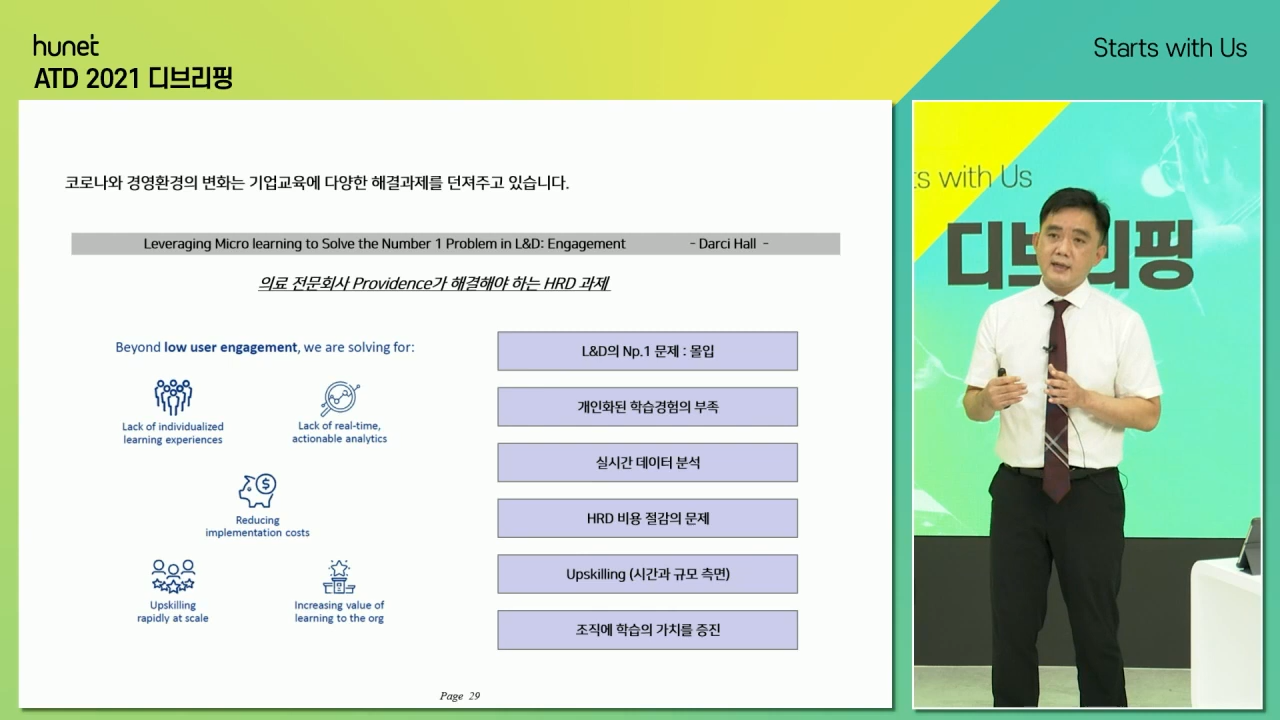 hunet
ATD 2021 디브리핑
Starts with Us
코로나와 경영환경의 변화는 기업교육에 다양한 해결과제를 던져주고 있습니다.
Leveraging Micro learning to Solve the Number 1 Problem in L&D: Engagement - Darci Hall -
의료 전문회사 Providence가 해결해야 하는 HRD 과제
Beyond low user engagement, we are solving for:
Lack of individualized
learning experiences
Lack of real-time,
actionable analytics
Reducing
implementation costs
Upskilling
rapidly at scale
Increasing value of
learning to the org
L&D의 Np.1 문제 : 몰입
개인화된 학습경험의 부족
실시간 데이터 분석
HRD 비용 절감의 문제
Upskilling (시간과 규모 측면)
조직에 학습의 가치를 증진
Page 29
ts with Us
디브리핑